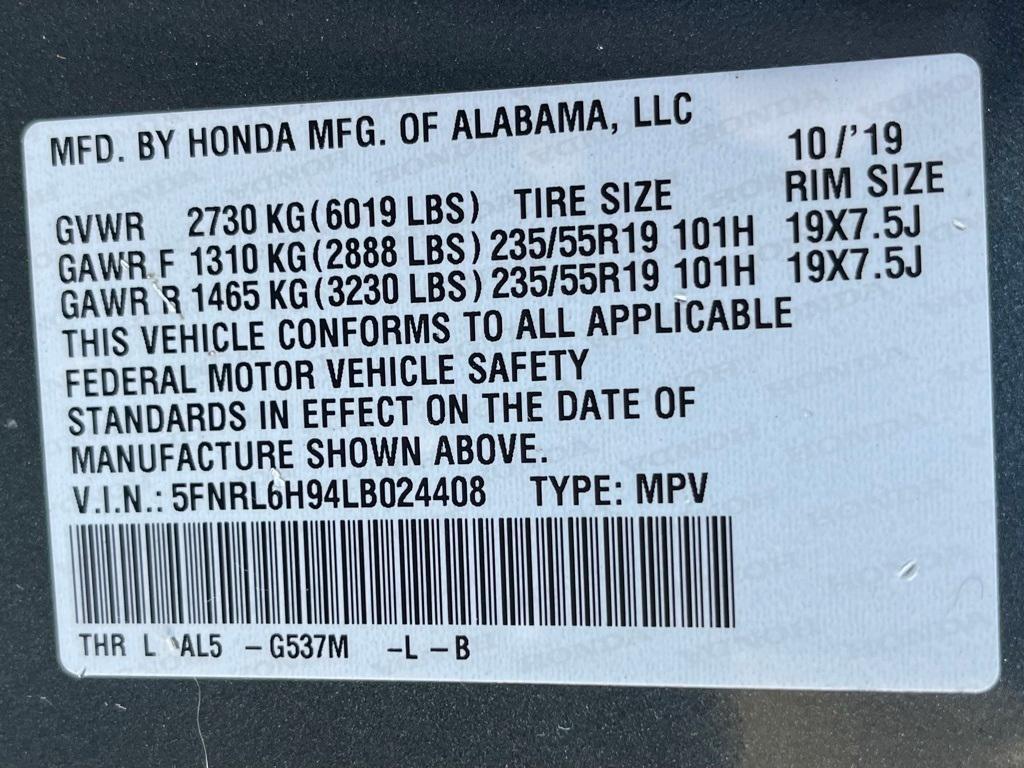 MFD. BY HONDA MFG. OF ALABAMA, LLC 10/'19
GVWR 2730 KG (6019 LBS) TIRE SIZE RIM SIZE
GAWR F 1310 KG (2888 LBS) 235/55R19 101H 19X7.5J
GAWR R 1465 KG (3230 LBS) 235/55R19 101H 19X7.5J
THIS VEHICLE CONFORMS TO ALL APPLICABLE
FEDERAL MOTOR VEHICLE SAFETY
STANDARDS IN EFFECT ON THE DATE OF
MANUFACTURE SHOWN ABOVE.
V.I.N.: 5FNRL6H94LB024408 TYPE: MPV
THR L AL5 -G537M -L -B